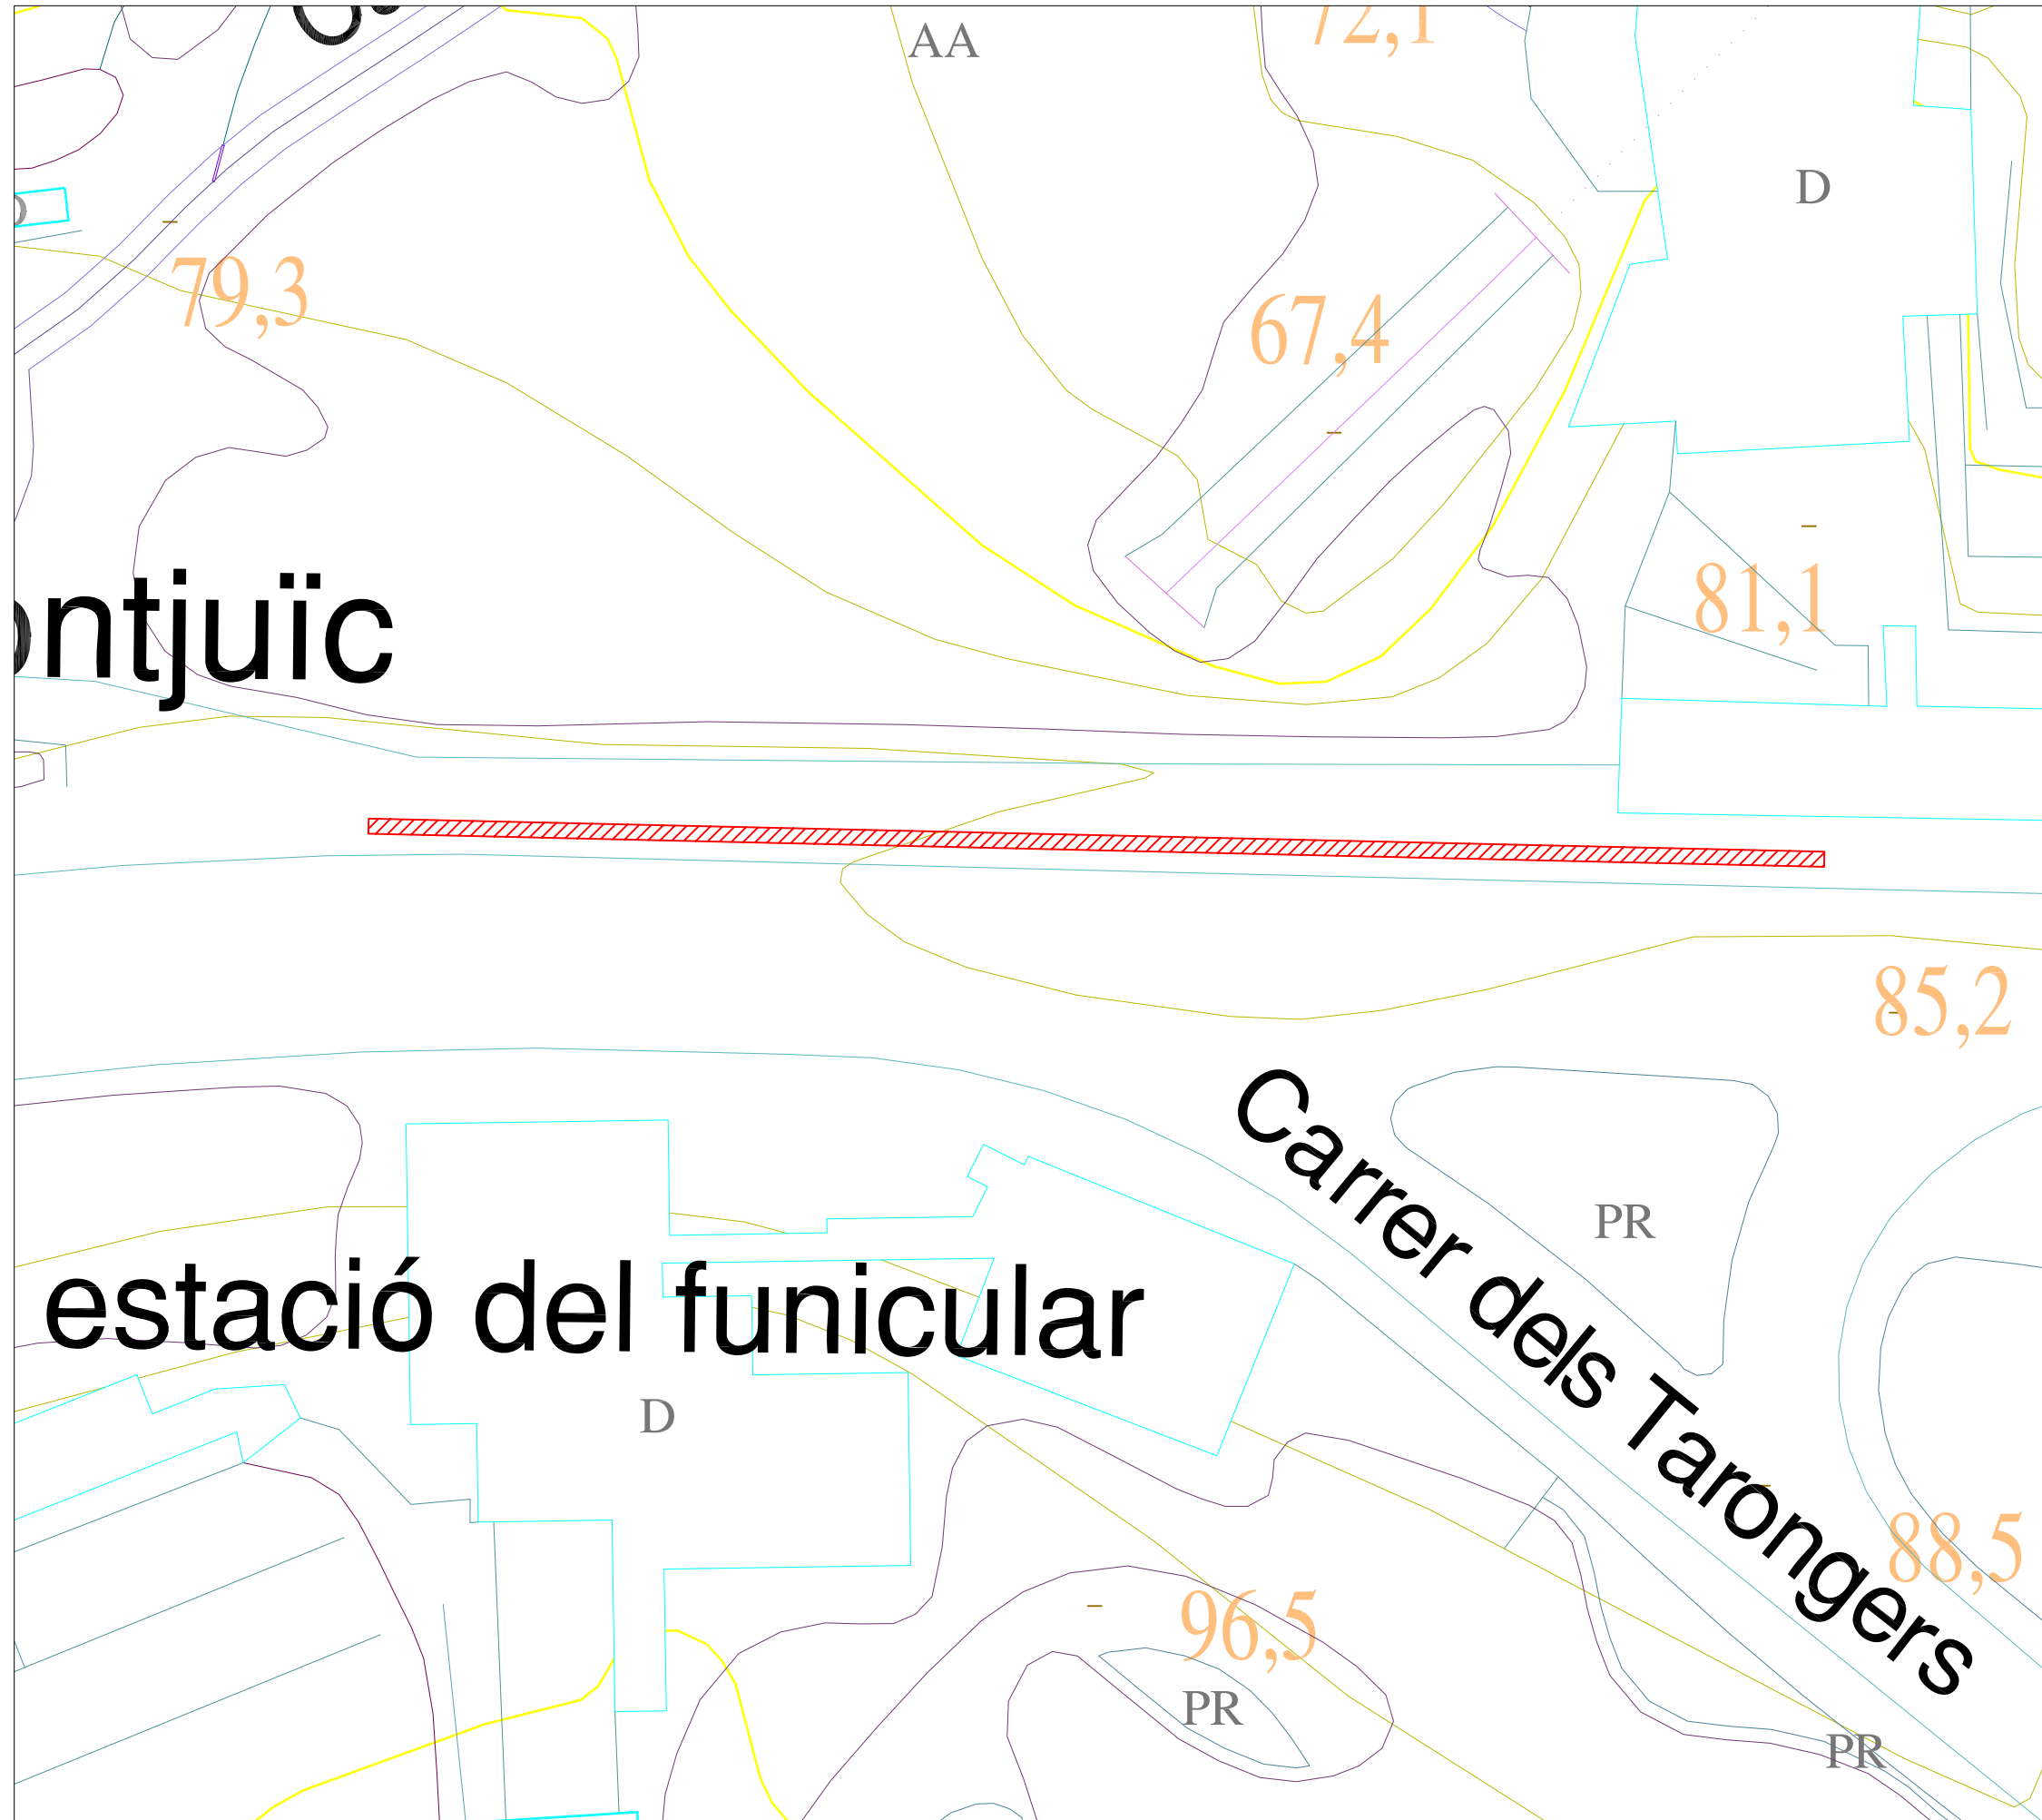 AA
72,1
D
79,3
67,4
81,1
ntjuïc
85,2
Carrer dels Tarongers
PR
estació del funicular
D
88,5
96,5
PR
PR